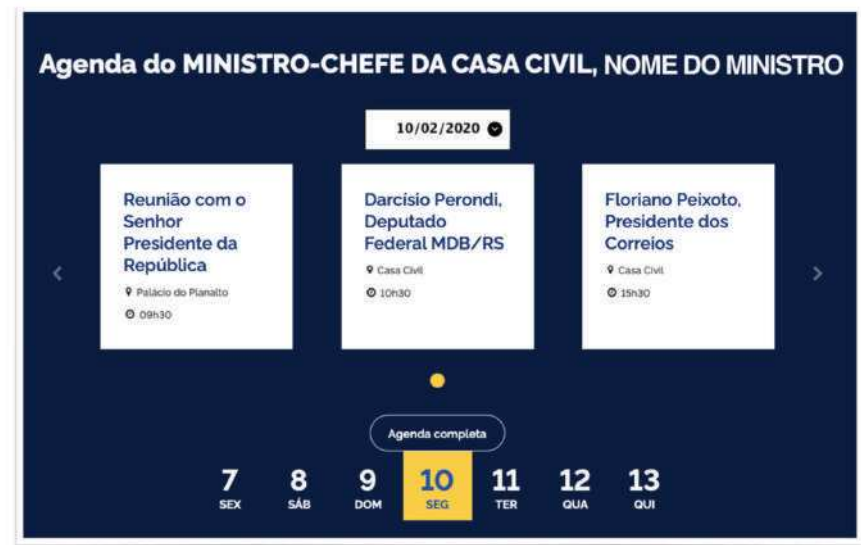 Agenda do MINISTRO-CHEFE DA CASA CIVIL, NOME DO MINISTRO
10/02/2020
Reunião com o
Senhor
Presidente da
República
Palácio do Planalto
09h30
Darcísio Perondi,
Deputado
Federal MDB/RS
Casa Civil
10h30
Floriano Peixoto,
Presidente dos
Correios
Casa Civil
15h30
Agenda completa
7 8 9 10 11 12 13
SEX SÁB DOM SEG TER QUA QUI